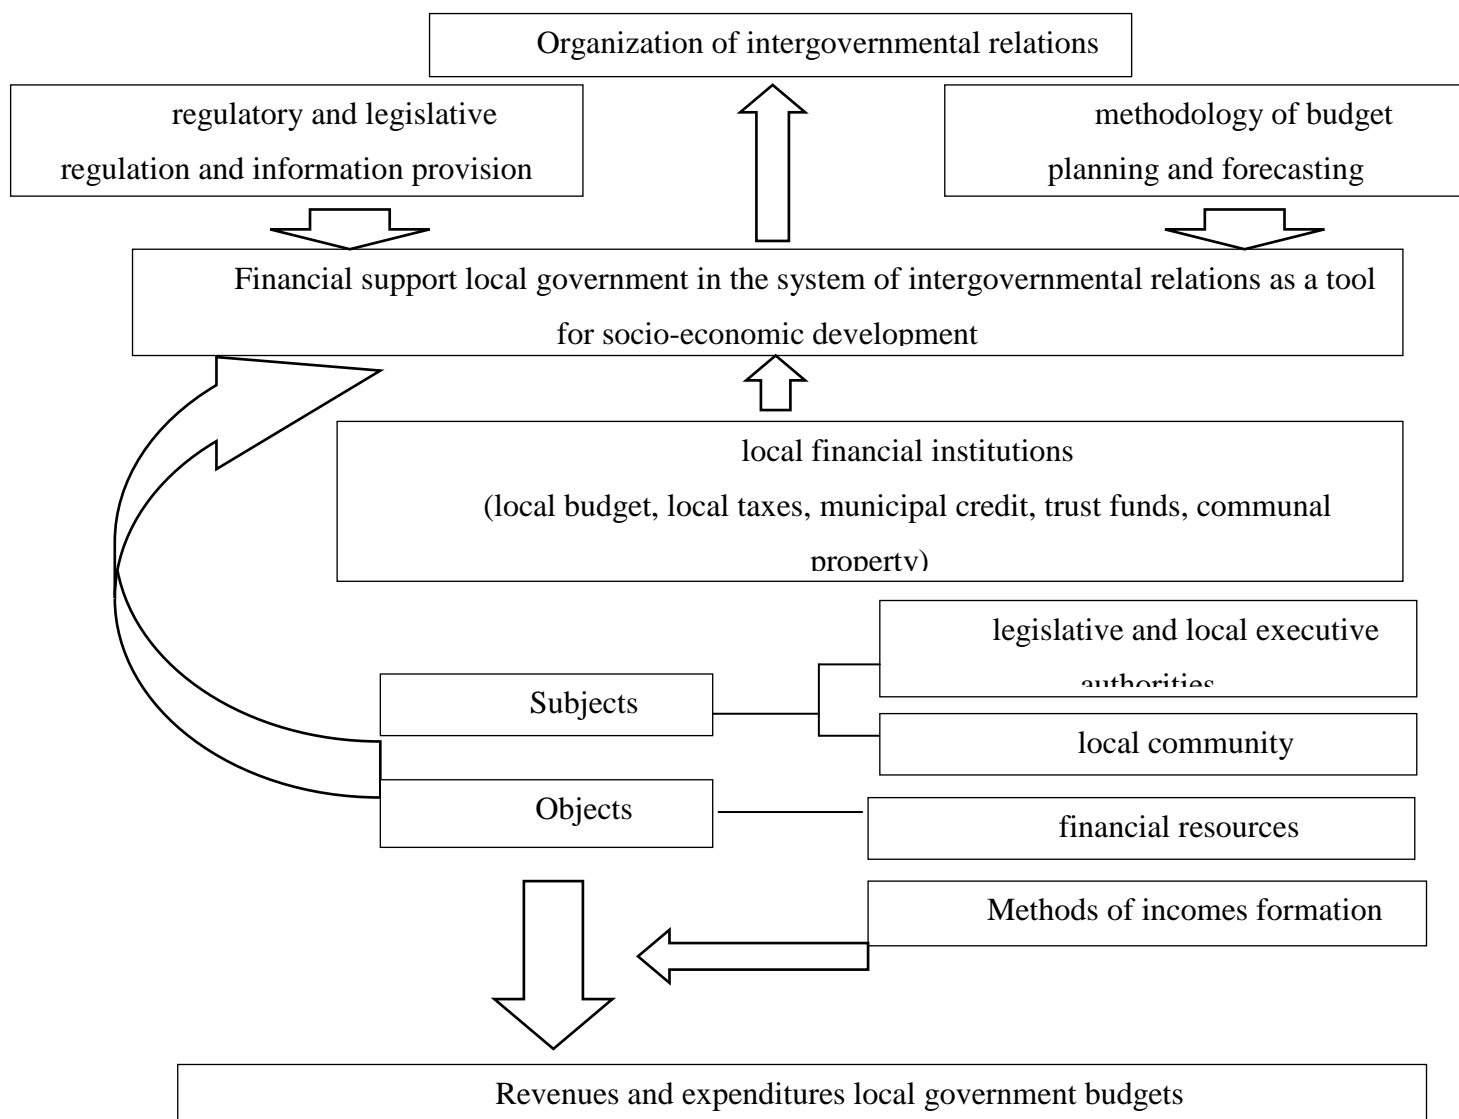 Organization of intergovernmental relations
regulatory and legislative
regulation and information provision
methodology of budget
planning and forecasting
Financial support local government in the system of intergovernmental relations as a tool
for socio-economic development
local financial institutions
(local budget, local taxes, municipal credit, trust funds, communal
property)
legislative and local executive
authorities
Subjects
local community
Objects
financial resources
Methods of incomes formation
Revenues and expenditures local government budgets